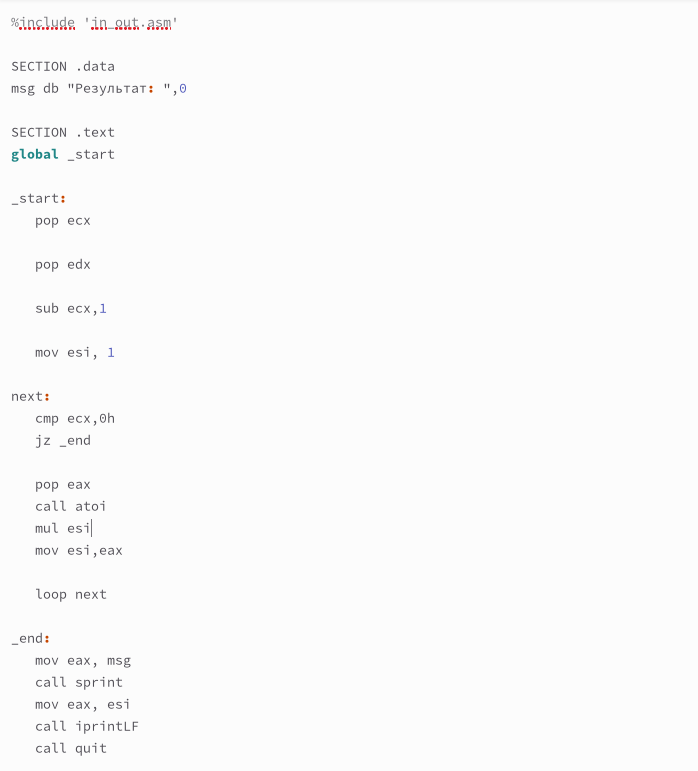 %include 'in_out.asm'
SECTION .data
msg db "Результат: ",0
SECTION .text
global _start
_start:
pop ecx
pop edx
sub ecx,1
mov esi, 1
next:
cmp ecx,0h
jz _end
pop eax
call atoi
mul esi
mov esi,eax
loop next
_end:
mov eax, msg
call sprint
mov eax, esi
call iprintLF
call quit